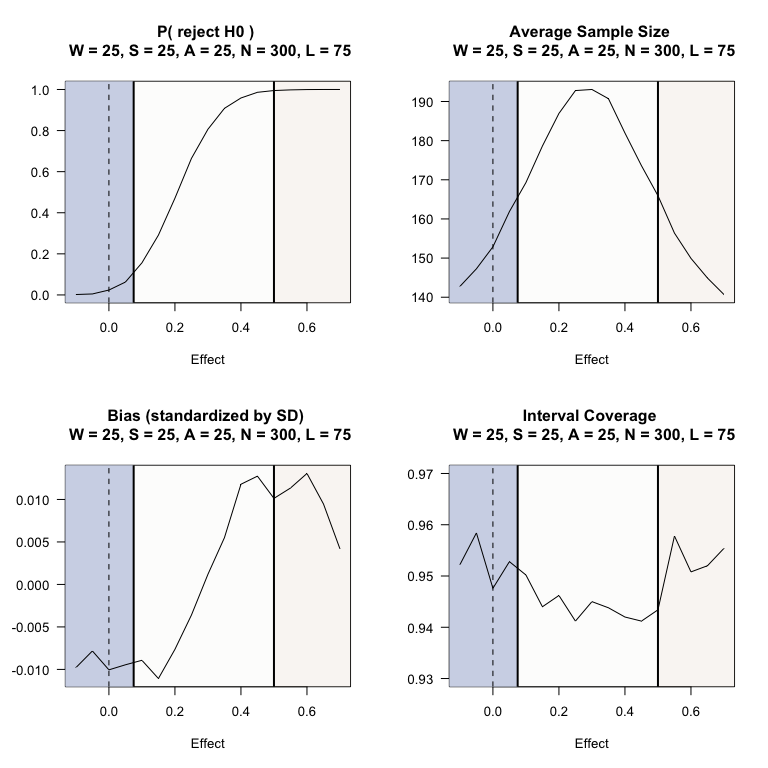 P( reject H0 )
W = 25, S = 25, A = 25, N = 300, L = 75
1.0
0.8
0.6
0.4
0.2
0.0
0.0 0.2 0.4 0.6
Effect
Average Sample Size
W = 25, S = 25, A = 25, N = 300, L = 75
190
180
170
160
150
140
0.0 0.2 0.4 0.6
Effect
Bias (standardized by SD)
W = 25, S = 25, A = 25, N = 300, L = 75
0.010
0.005
0.000
-0.005
-0.010
0.0 0.2 0.4 0.6
Effect
Interval Coverage
W = 25, S = 25, A = 25, N = 300, L = 75
0.97
0.96
0.95
0.94
0.93
0.0 0.2 0.4 0.6
Effect